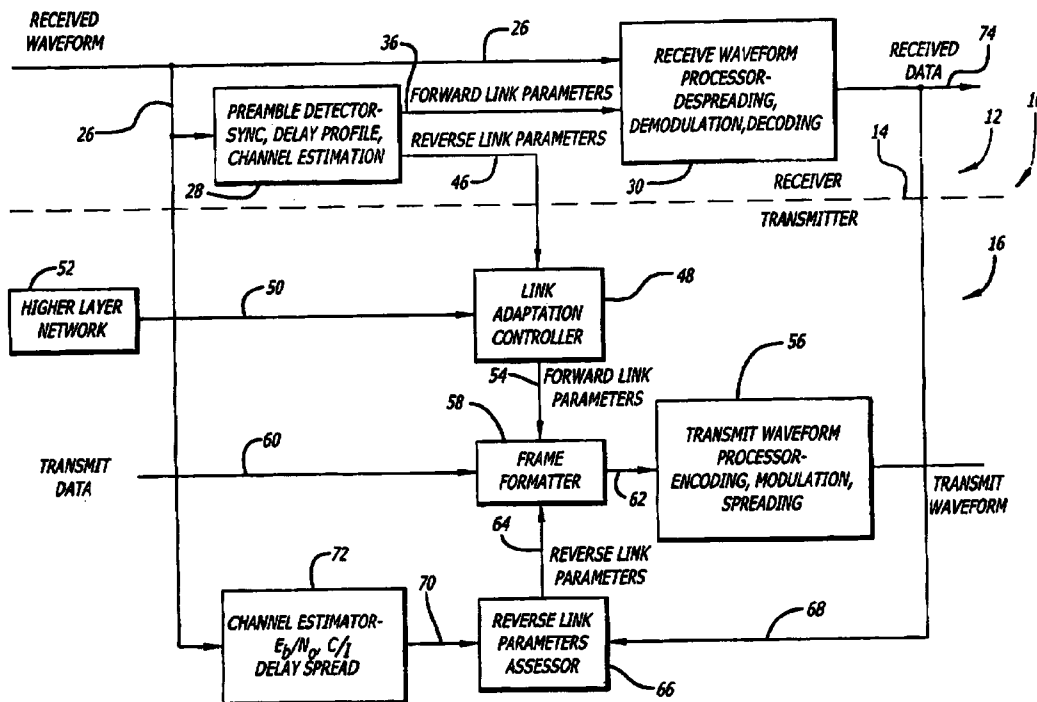 RECEIVED
WAVEFORM
26
36
FORWARD LINK PARAMETERS
REVERSE LINK PARAMETERS
RECEIVE WAVEFORM
PROCESSOR-
DESPREADING,
DEMODULATION,DECODING
RECEIVED
DATA
74
26
PREAMBLE DETECTOR-
SYNC, DELAY PROFILE,
CHANNEL ESTIMATION
28
46
30
RECEIVER
14
12
TRANSMITTER
16
52
HIGHER LAYER
NETWORK
50
LINK
ADAPTATION
CONTROLLER
48
54
FORWARD LINK
PARAMETERS
56
58
TRANSMIT
DATA
60
FRAME
FORMATTER
62
TRANSMIT WAVEFORM
PROCESSOR-
ENCODING, MODULATION,
SPREADING
TRANSMIT
WAVEFORM
64
REVERSE LINK
PARAMETERS
72
CHANNEL ESTIMATOR-
Eb/No, C/I
DELAY SPREAD
70
REVERSE LINK
PARAMETERS
ASSESSOR
68
66